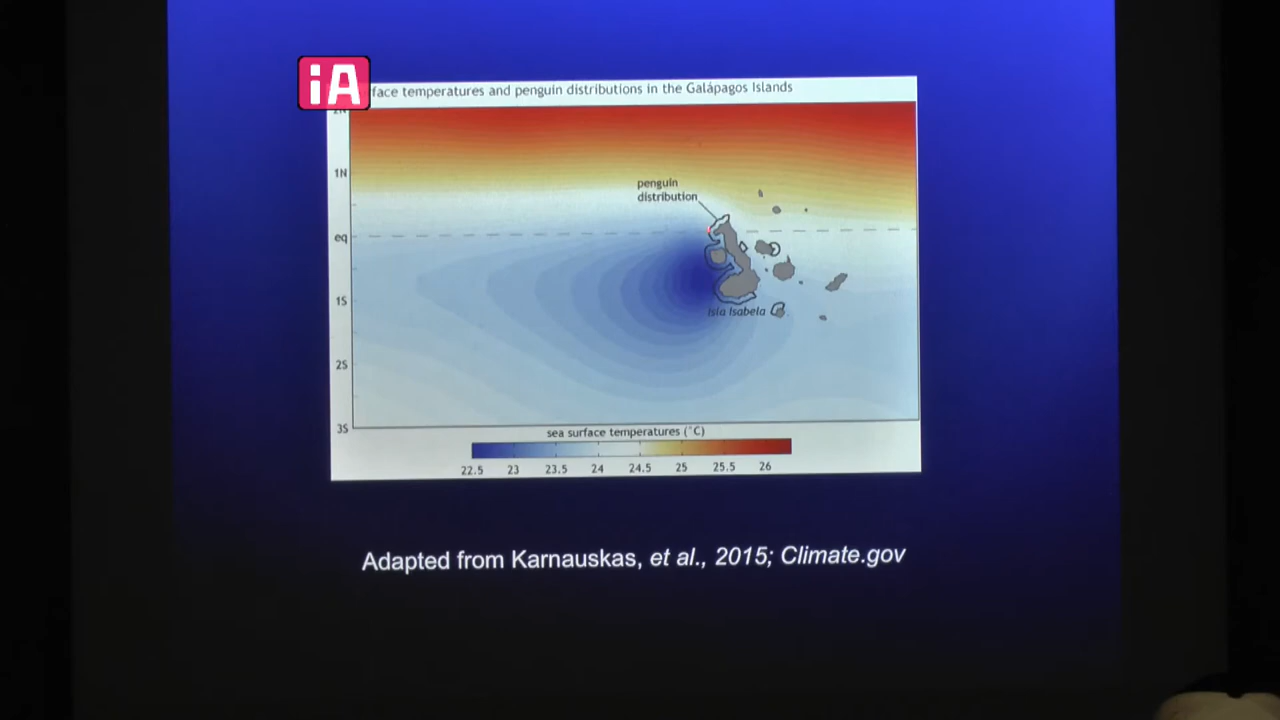 iA
face temperatures and penguin distributions in the Galápagos Islands
1N
penguin
distribution
eq
1S
Isla Isabela
2S
3S
sea surface temperatures (°C)
22.5 23 23.5 24 24.5 25 25.5 26
Adapted from Karnauskas, et al., 2015; Climate.gov